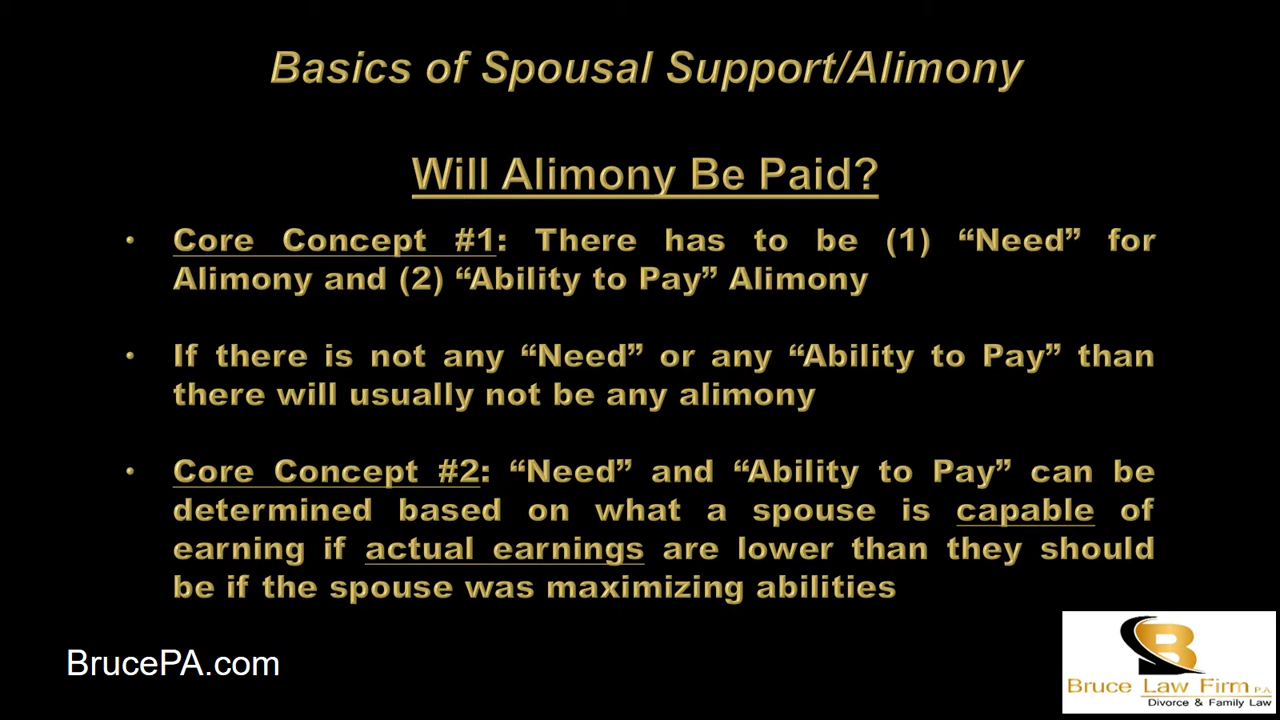 Basics of Spousal Support/Alimony
Will Alimony Be Paid?
• Core Concept #1: There has to be (1) “Need” for
Alimony and (2) “Ability to Pay” Alimony
• If there is not any “Need” or any “Ability to Pay” than
there will usually not be any alimony
• Core Concept #2: “Need” and “Ability to Pay” can be
determined based on what a spouse is capable of
earning if actual earnings are lower than they should
be if the spouse was maximizing abilities
BrucePA.com
B
Bruce Law Firm P.A.
Divorce & Family Law